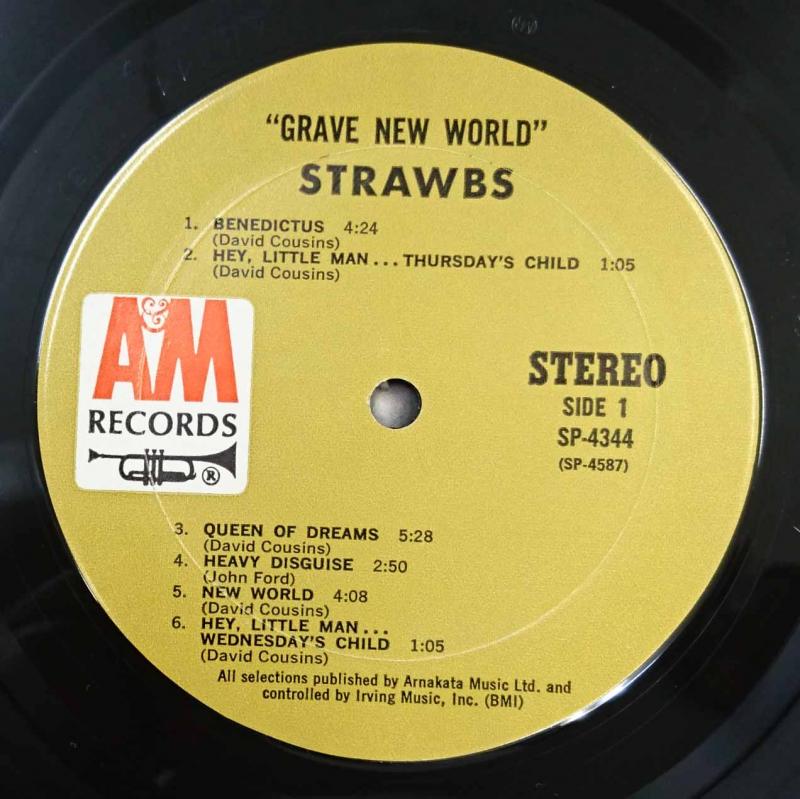 "GRAVE NEW WORLD"
STRAWBS
1. BENEDICTUS 4:24
(David Cousins)
2. HEY, LITTLE MAN... THURSDAY'S CHILD 1:05
(David Cousins)
A&M
RECORDS
®
STEREO
SIDE 1
SP-4344
(SP-4587)
3. QUEEN OF DREAMS 5:28
(David Cousins)
4. HEAVY DISGUISE 2:50
(John Ford)
5. NEW WORLD 4:08
(David Cousins)
6. HEY, LITTLE MAN...
WEDNESDAY'S CHILD 1:05
(David Cousins)
All selections published by Arnakata Music Ltd. and
controlled by Irving Music, Inc. (BMI)